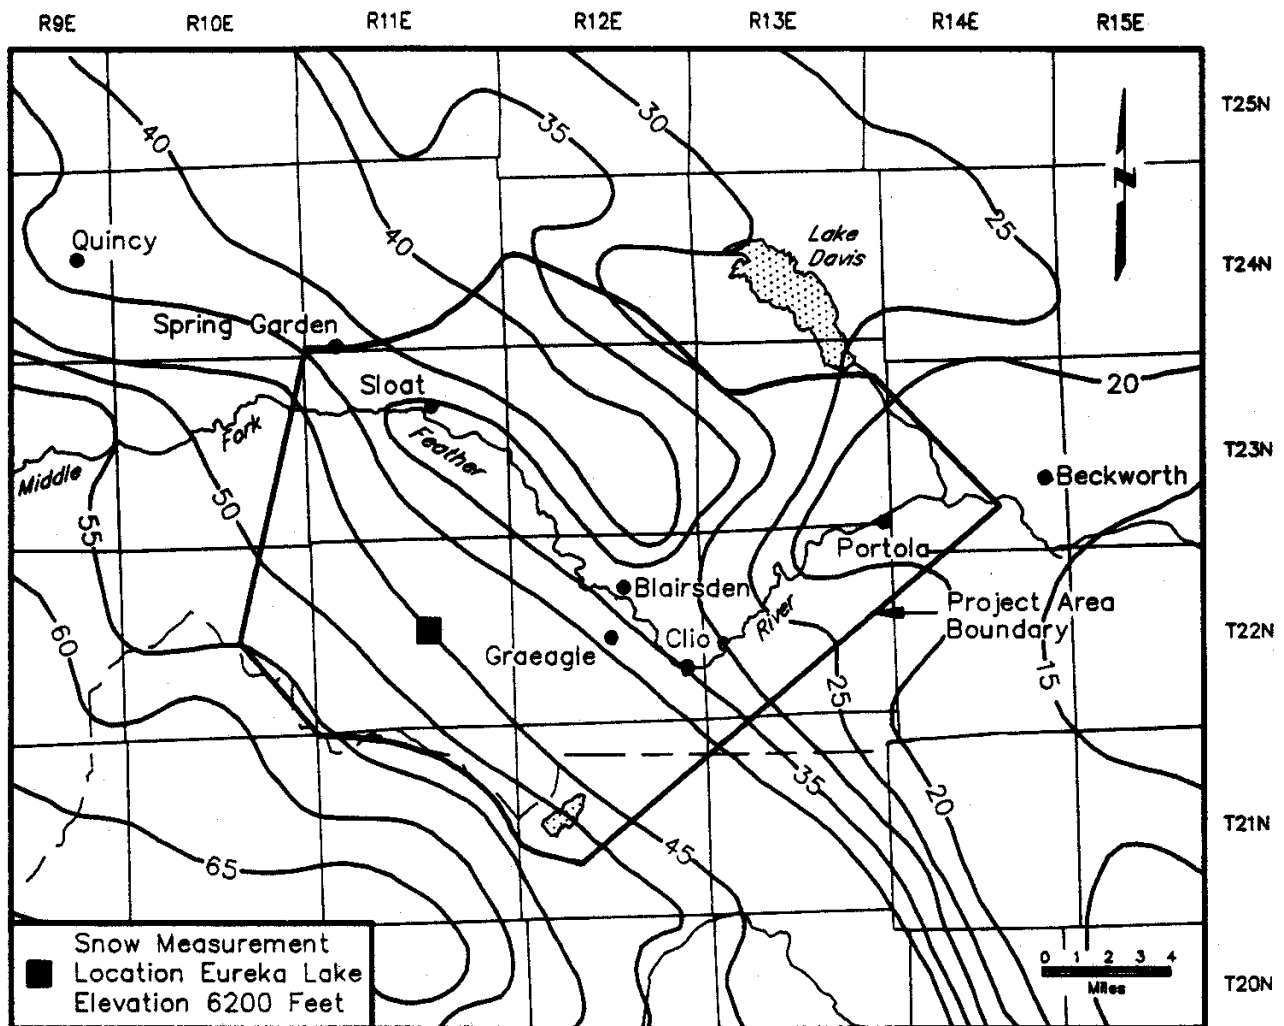 R9E R10E R11E R12E R13E R14E R15E
T25N
40
35
30
25
N
Quincy
40
Lake
Davis
T24N
Spring Garden
Sloat
20
Fork
Feather
Middle
T23N
Beckworth
50
55
Portola
Blairsden
Project Area
Boundary
River
60
Clio
Graeagle
T22N
25
15
35
20
45
T21N
65
Snow Measurement
Location Eureka Lake
Elevation 6200 Feet
0 1 2 3 4
Miles
T20N